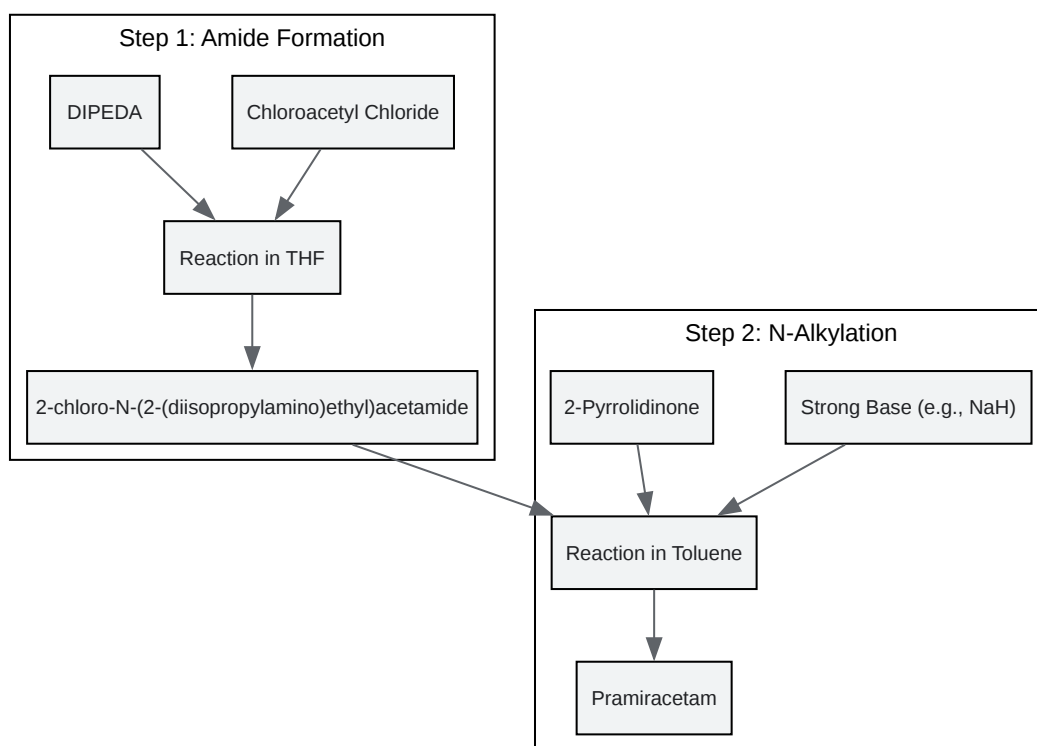 Step 1: Amide Formation
DIPEDA
Chloroacetyl Chloride
Reaction in THF
2-chloro-N-(2-(diisopropylamino)ethyl)acetamide
Step 2: N-Alkylation
2-Pyrrolidinone
Strong Base (e.g., NaH)
Reaction in Toluene
Pramiracetam